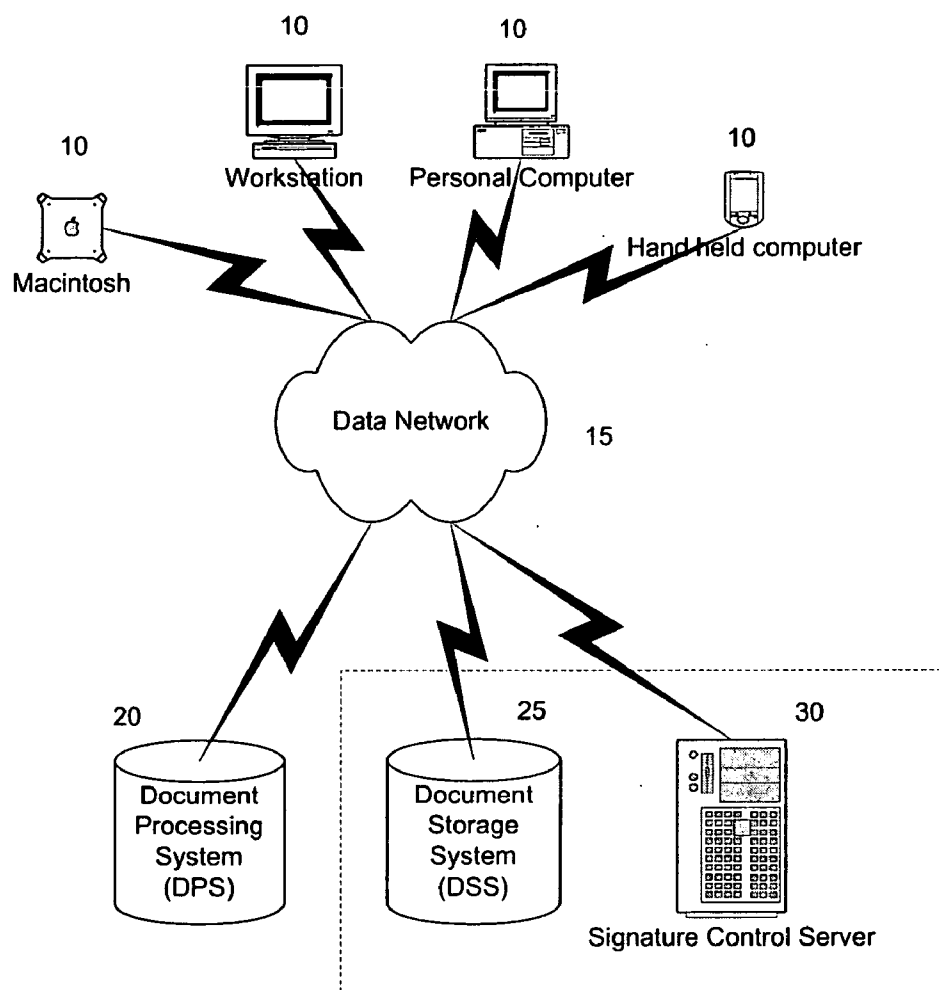 10
10
10
10
Workstation
Personal Computer
Hand held computer
Macintosh
Data Network
15
20
25
30
Document
Processing
System
(DPS)
Document
Storage
System
(DSS)
Signature Control Server